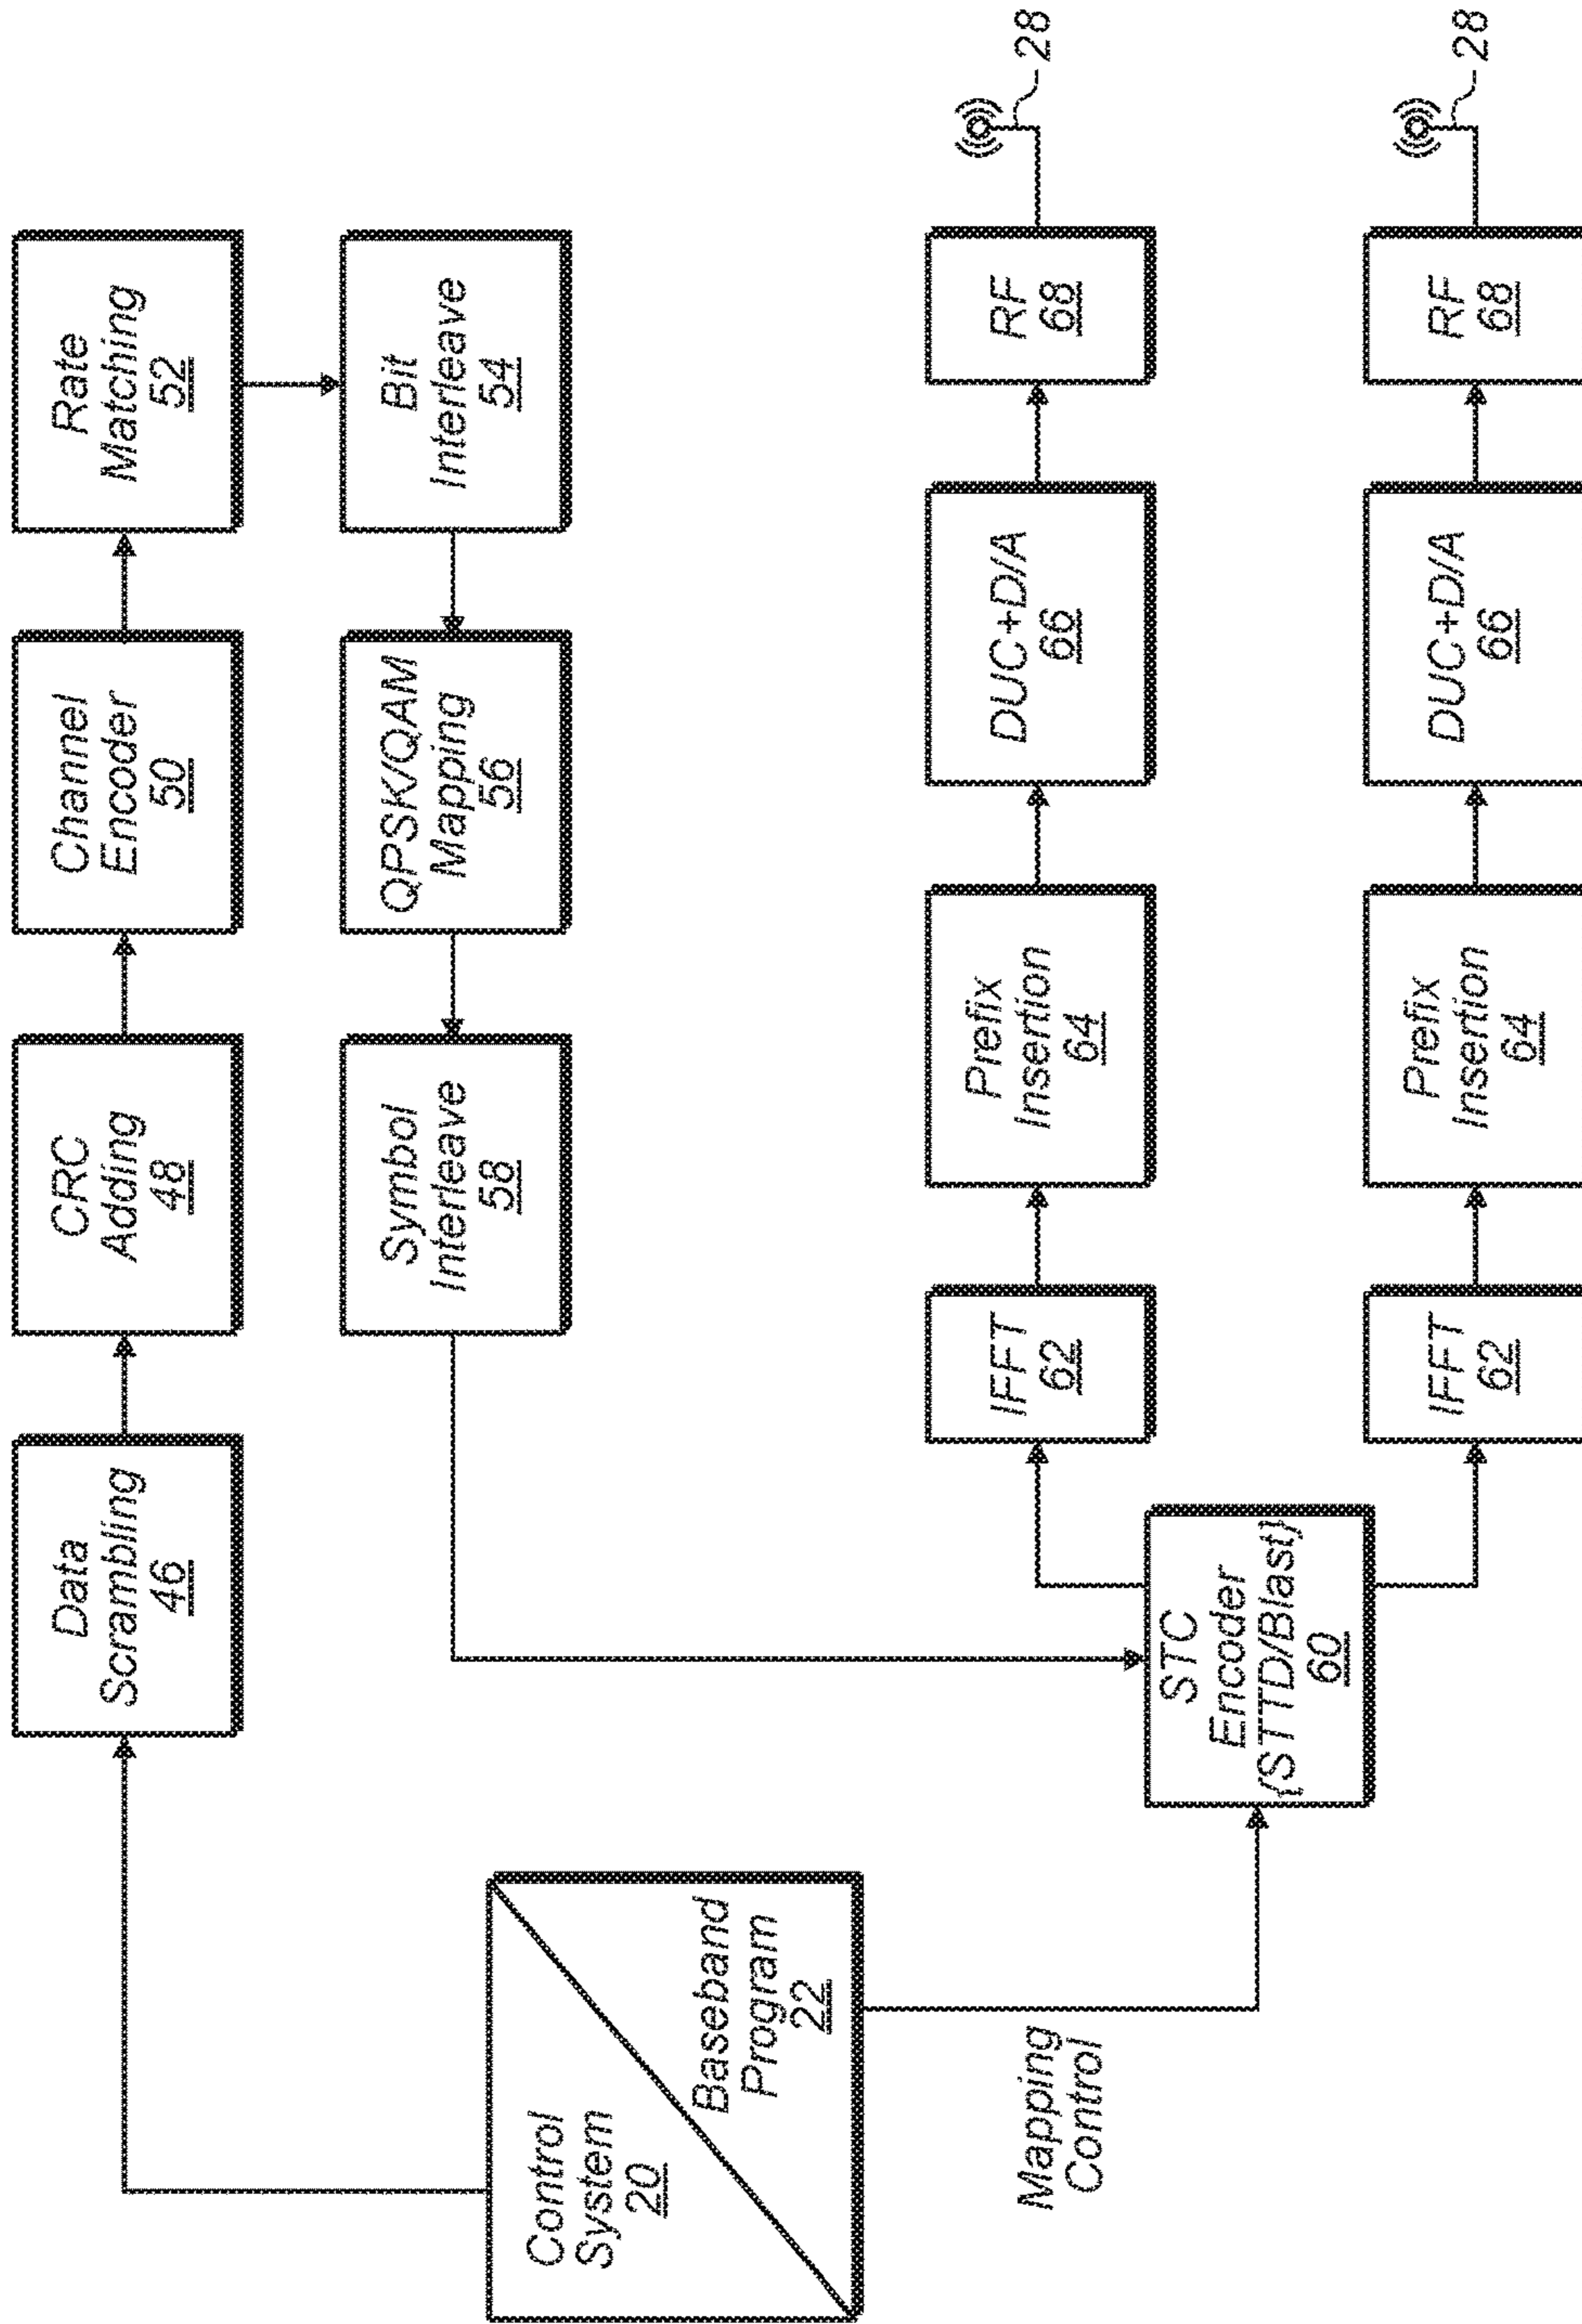 Data
Scrambling
46
CRC
Adding
48
Channel
Encoder
50
Rate
Matching
52
Control
System
20
Baseband
Program
22
Symbol
Interleave
58
QPSK/QAM
Mapping
56
Bit
Interleave
54
Mapping
Control
STC
Encoder
{STTD/Blast}
60
IFFT
62
Prefix
Insertion
64
DUC+D/A
66
RF
68
28
IFFT
62
Prefix
Insertion
64
DUC+D/A
66
RF
68
28